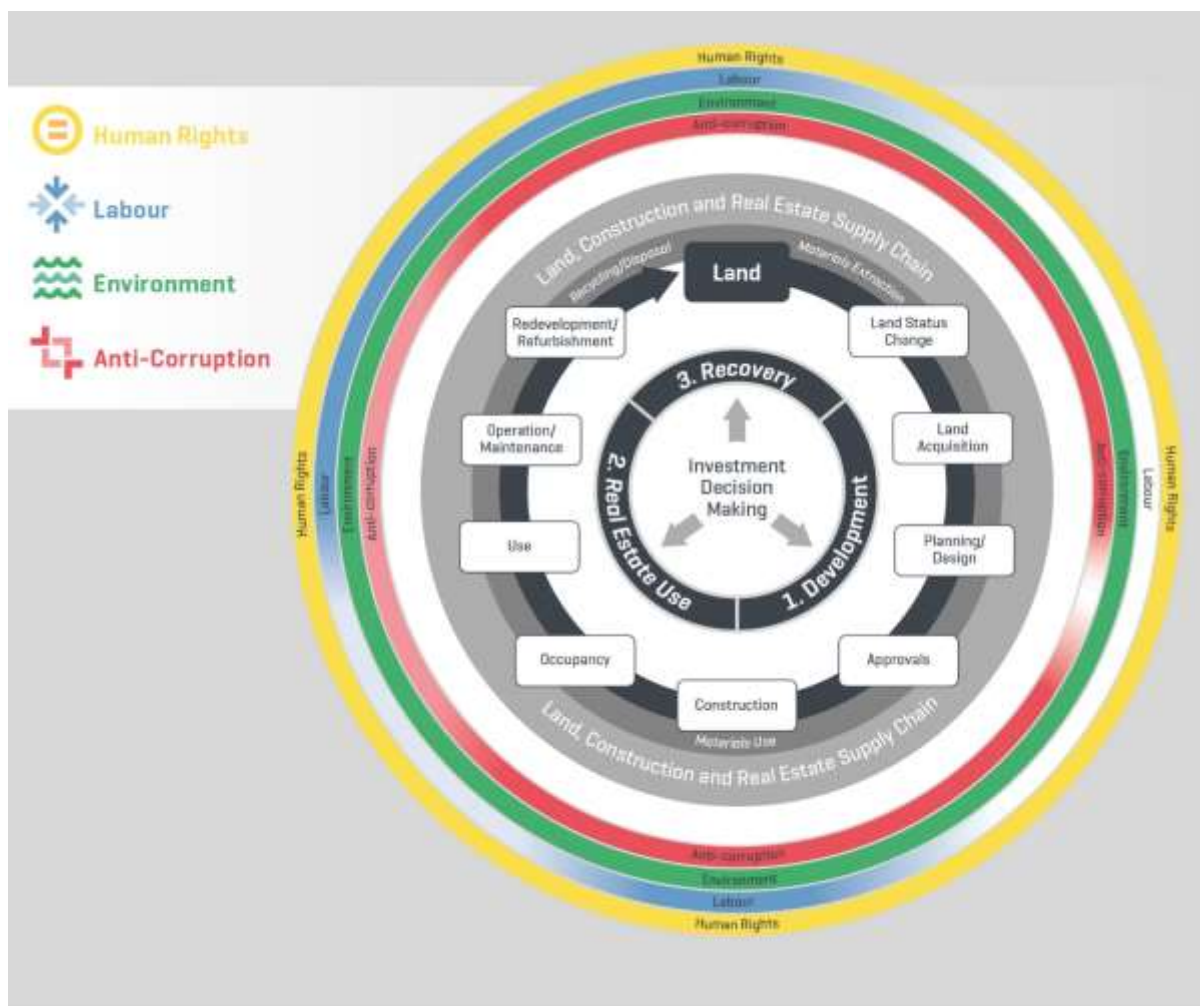 Human Rights
Labour
Environment
Anti-Corruption
Human Rights
Labour
Environment
Anti-corruption
Land, Construction and Real Estate Supply Chain
Recycling/Disposal
Materials Extraction
Land
Redevelopment/
Refurbishment
Land Status
Change
3. Recovery
Operation/
Maintenance
Land
Acquisition
Investment
Decision
Making
2. Real Estate Use
1. Development
Human Rights
Labour
Environment
Anti-corruption
Anti-corruption
Environment
Labour
Human Rights
Use
Planning/
Design
Occupancy
Approvals
Construction
Materials Use
Land, Construction and Real Estate Supply Chain
Anti-corruption
Environment
Labour
Human Rights